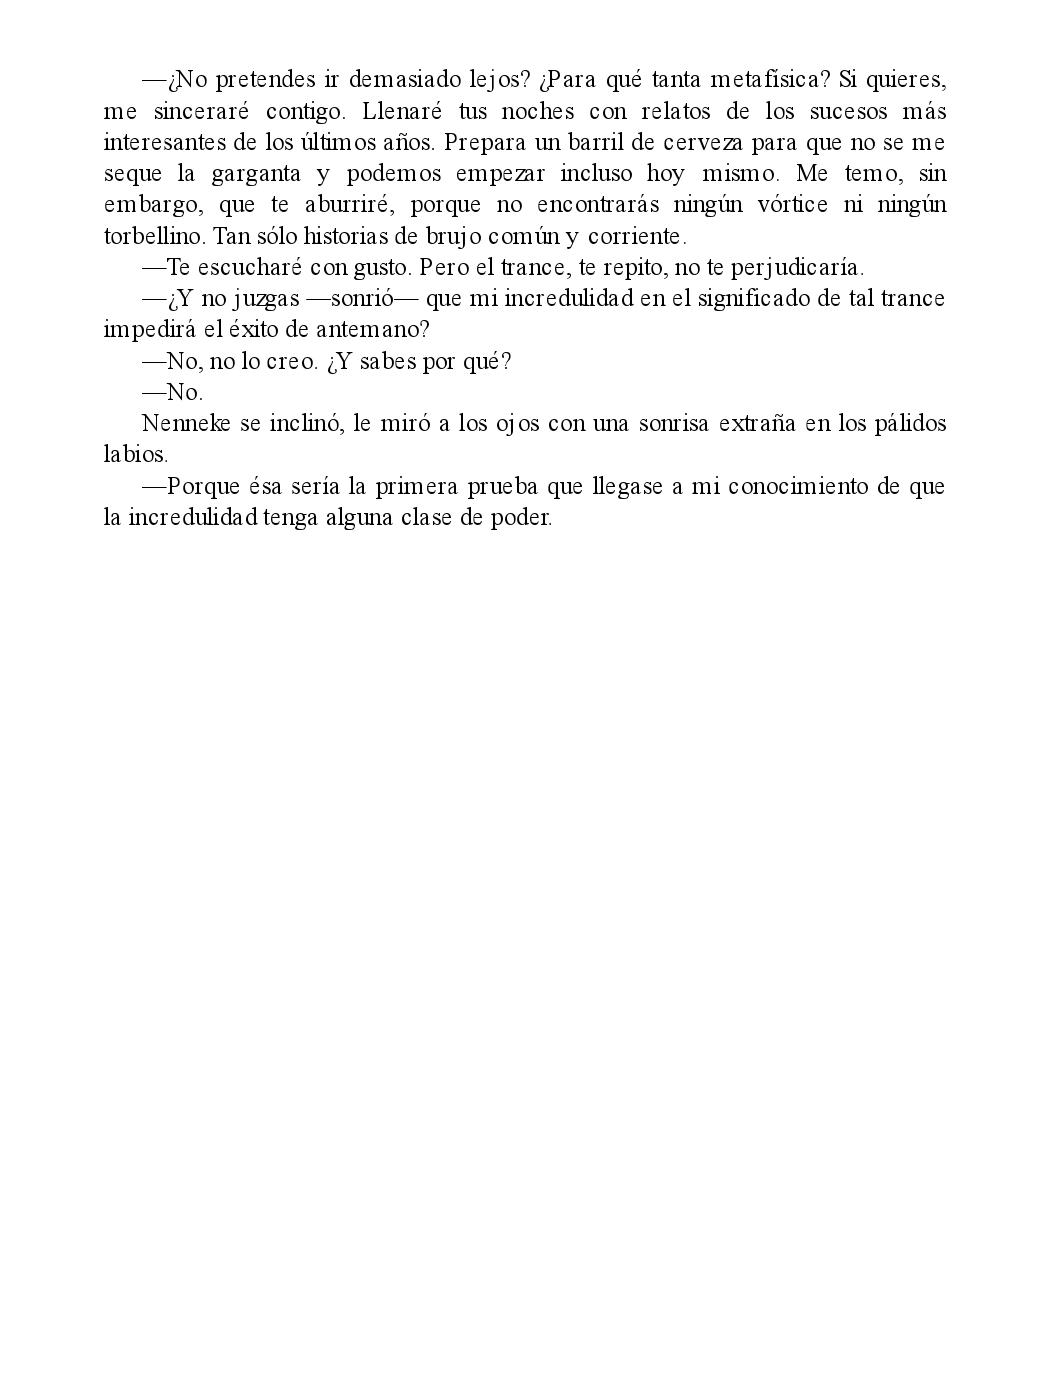 —¿No pretendes ir demasiado lejos? ¿Para qué tanta metafísica? Si quieres,
me sinceraré contigo. Llenaré tus noches con relatos de los sucesos más
interesantes de los últimos años. Prepara un barril de cerveza para que no se me
seque la garganta y podemos empezar incluso hoy mismo. Me temo, sin
embargo, que te aburriré, porque no encontrarás ningún vórtice ni ningún
torbellino. Tan sólo historias de brujo común y corriente.
—Te escucharé con gusto. Pero el trance, te repito, no te perjudicaría.
—¿Y no juzgas —sonrió— que mi incredulidad en el significado de tal trance
impedirá el éxito de antemano?
—No, no lo creo. ¿Y sabes por qué?
—No.
Nenneke se inclinó, le miró a los ojos con una sonrisa extraña en los pálidos
labios.
—Porque ésa sería la primera prueba que llegase a mi conocimiento de que
la incredulidad tenga alguna clase de poder.